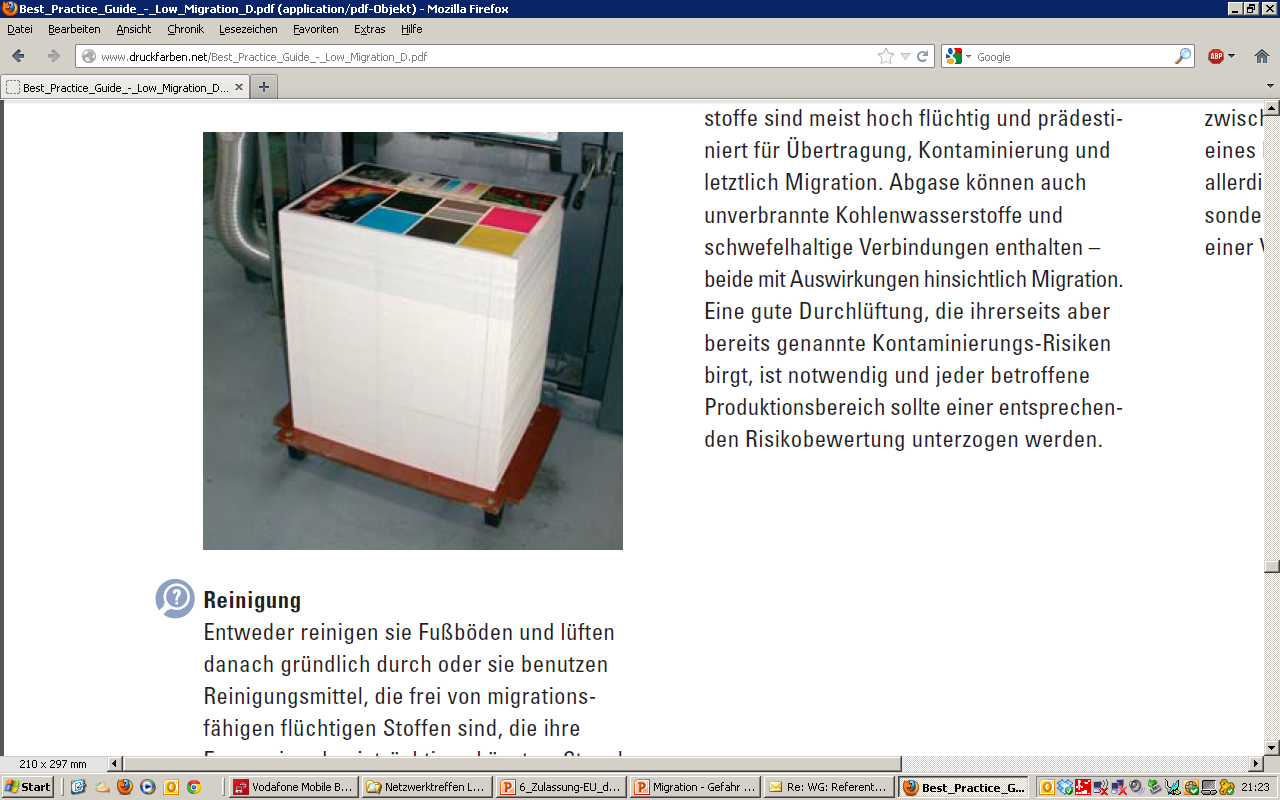 Best_Practice_Guide_-_Low_Migration_D.pdf (application/pdf-Objekt) - Mozilla Firefox
Datei Bearbeiten Ansicht Chronik Lesezeichen Favoriten Extras Hilfe
www.druckfarben.net/Best_Practice_Guide_-_Low_Migration_D.pdf
Google
ABP
Best_Practice_Guide_-_Low_Migration_D...
stoffe sind meist hoch flüchtig und prädesti-
niert für Übertragung, Kontaminierung und
letztlich Migration. Abgase können auch
unverbrannte Kohlenwasserstoffe und
schwefelhaltige Verbindungen enthalten –
beide mit Auswirkungen hinsichtlich Migration.
Eine gute Durchlüftung, die ihrerseits aber
bereits genannte Kontaminierungs-Risiken
birgt, ist notwendig und jeder betroffene
Produktionsbereich sollte einer entsprechen-
den Risikobewertung unterzogen werden.
zwisch
eines
allerdi
sonde
einer
Reinigung
Entweder reinigen sie Fußböden und lüften
danach gründlich durch oder sie benutzen
Reinigungsmittel, die frei von migrations-
fähigen flüchtigen Stoffen sind, die ihre
210 x 297 mm
Start
Vodafone Mobile B...
Netzwerktreffen L...
6_Zulassung-EU_d...
Migration - Gefahr ...
Re: WG: Referent...
Best_Practice_G...
21:23